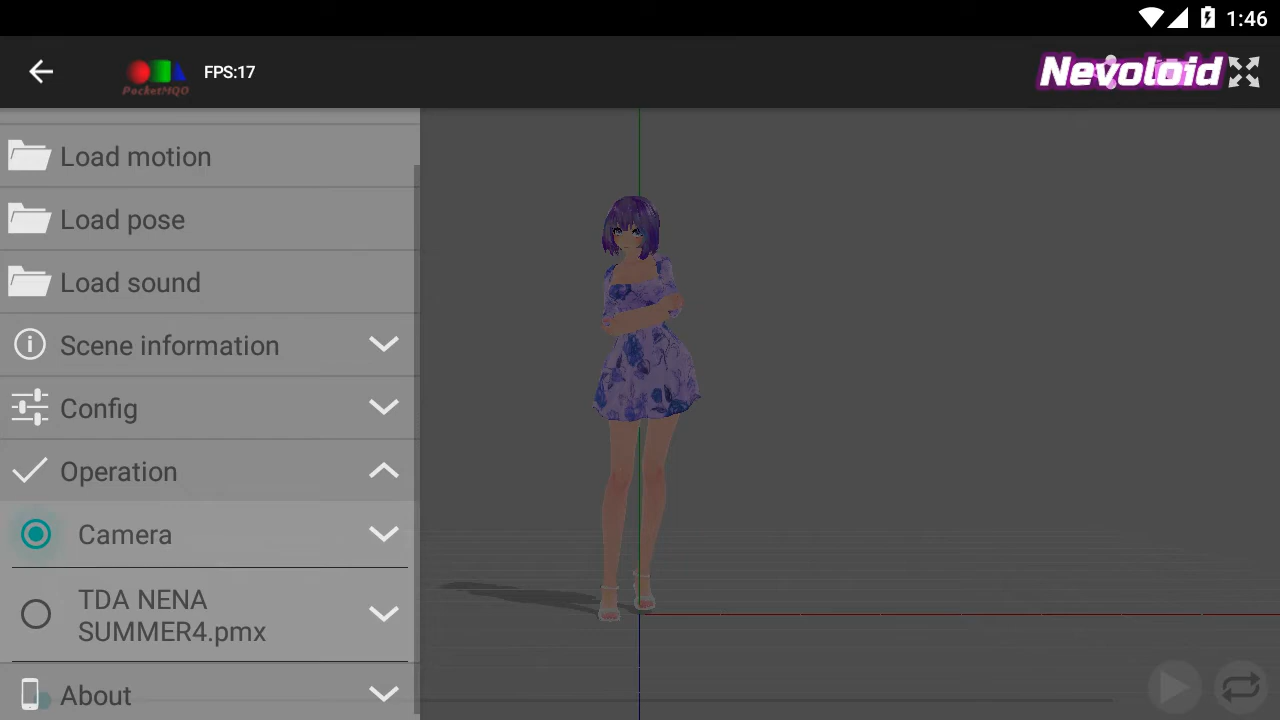 1:46
PocketMQO
FPS:17
Nevoloid
Load motion
Load pose
Load sound
Scene information
Config
Operation
Camera
TDA NENA
SUMMER4.pmx
About